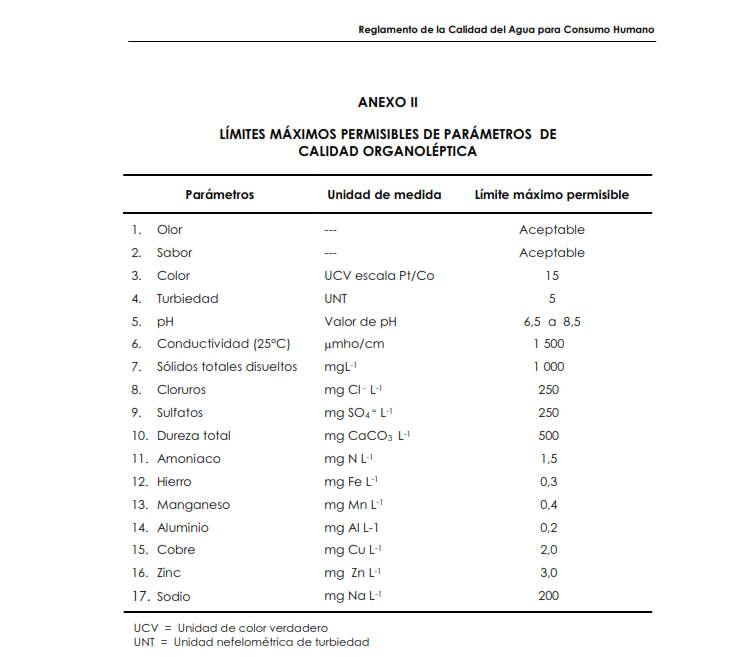 Reglamento de la Calidad del Agua para Consumo Humano
ANEXO II
LÍMITES MÁXIMOS PERMISIBLES DE PARÁMETROS DE
CALIDAD ORGANOLÉPTICA
Parámetros Unidad de medida Límite máximo permisible
1. Olor --- Aceptable
2. Sabor --- Aceptable
3. Color UCV escala Pt/Co 15
4. Turbiedad UNT 5
5. pH Valor de pH 6,5 a 8,5
6. Conductividad (25°C) µmho/cm 1 500
7. Sólidos totales disueltos mgL⁻¹ 1 000
8. Cloruros mg Cl⁻ L⁻¹ 250
9. Sulfatos mg SO₄⁼ L⁻¹ 250
10. Dureza total mg CaCO₃ L⁻¹ 500
11. Amoniaco mg N L⁻¹ 1,5
12. Hierro mg Fe L⁻¹ 0,3
13. Manganeso mg Mn L⁻¹ 0,4
14. Aluminio mg Al L-1 0,2
15. Cobre mg Cu L⁻¹ 2,0
16. Zinc mg Zn L⁻¹ 3,0
17. Sodio mg Na L⁻¹ 200
UCV = Unidad de color verdadero
UNT = Unidad nefelométrica de turbiedad